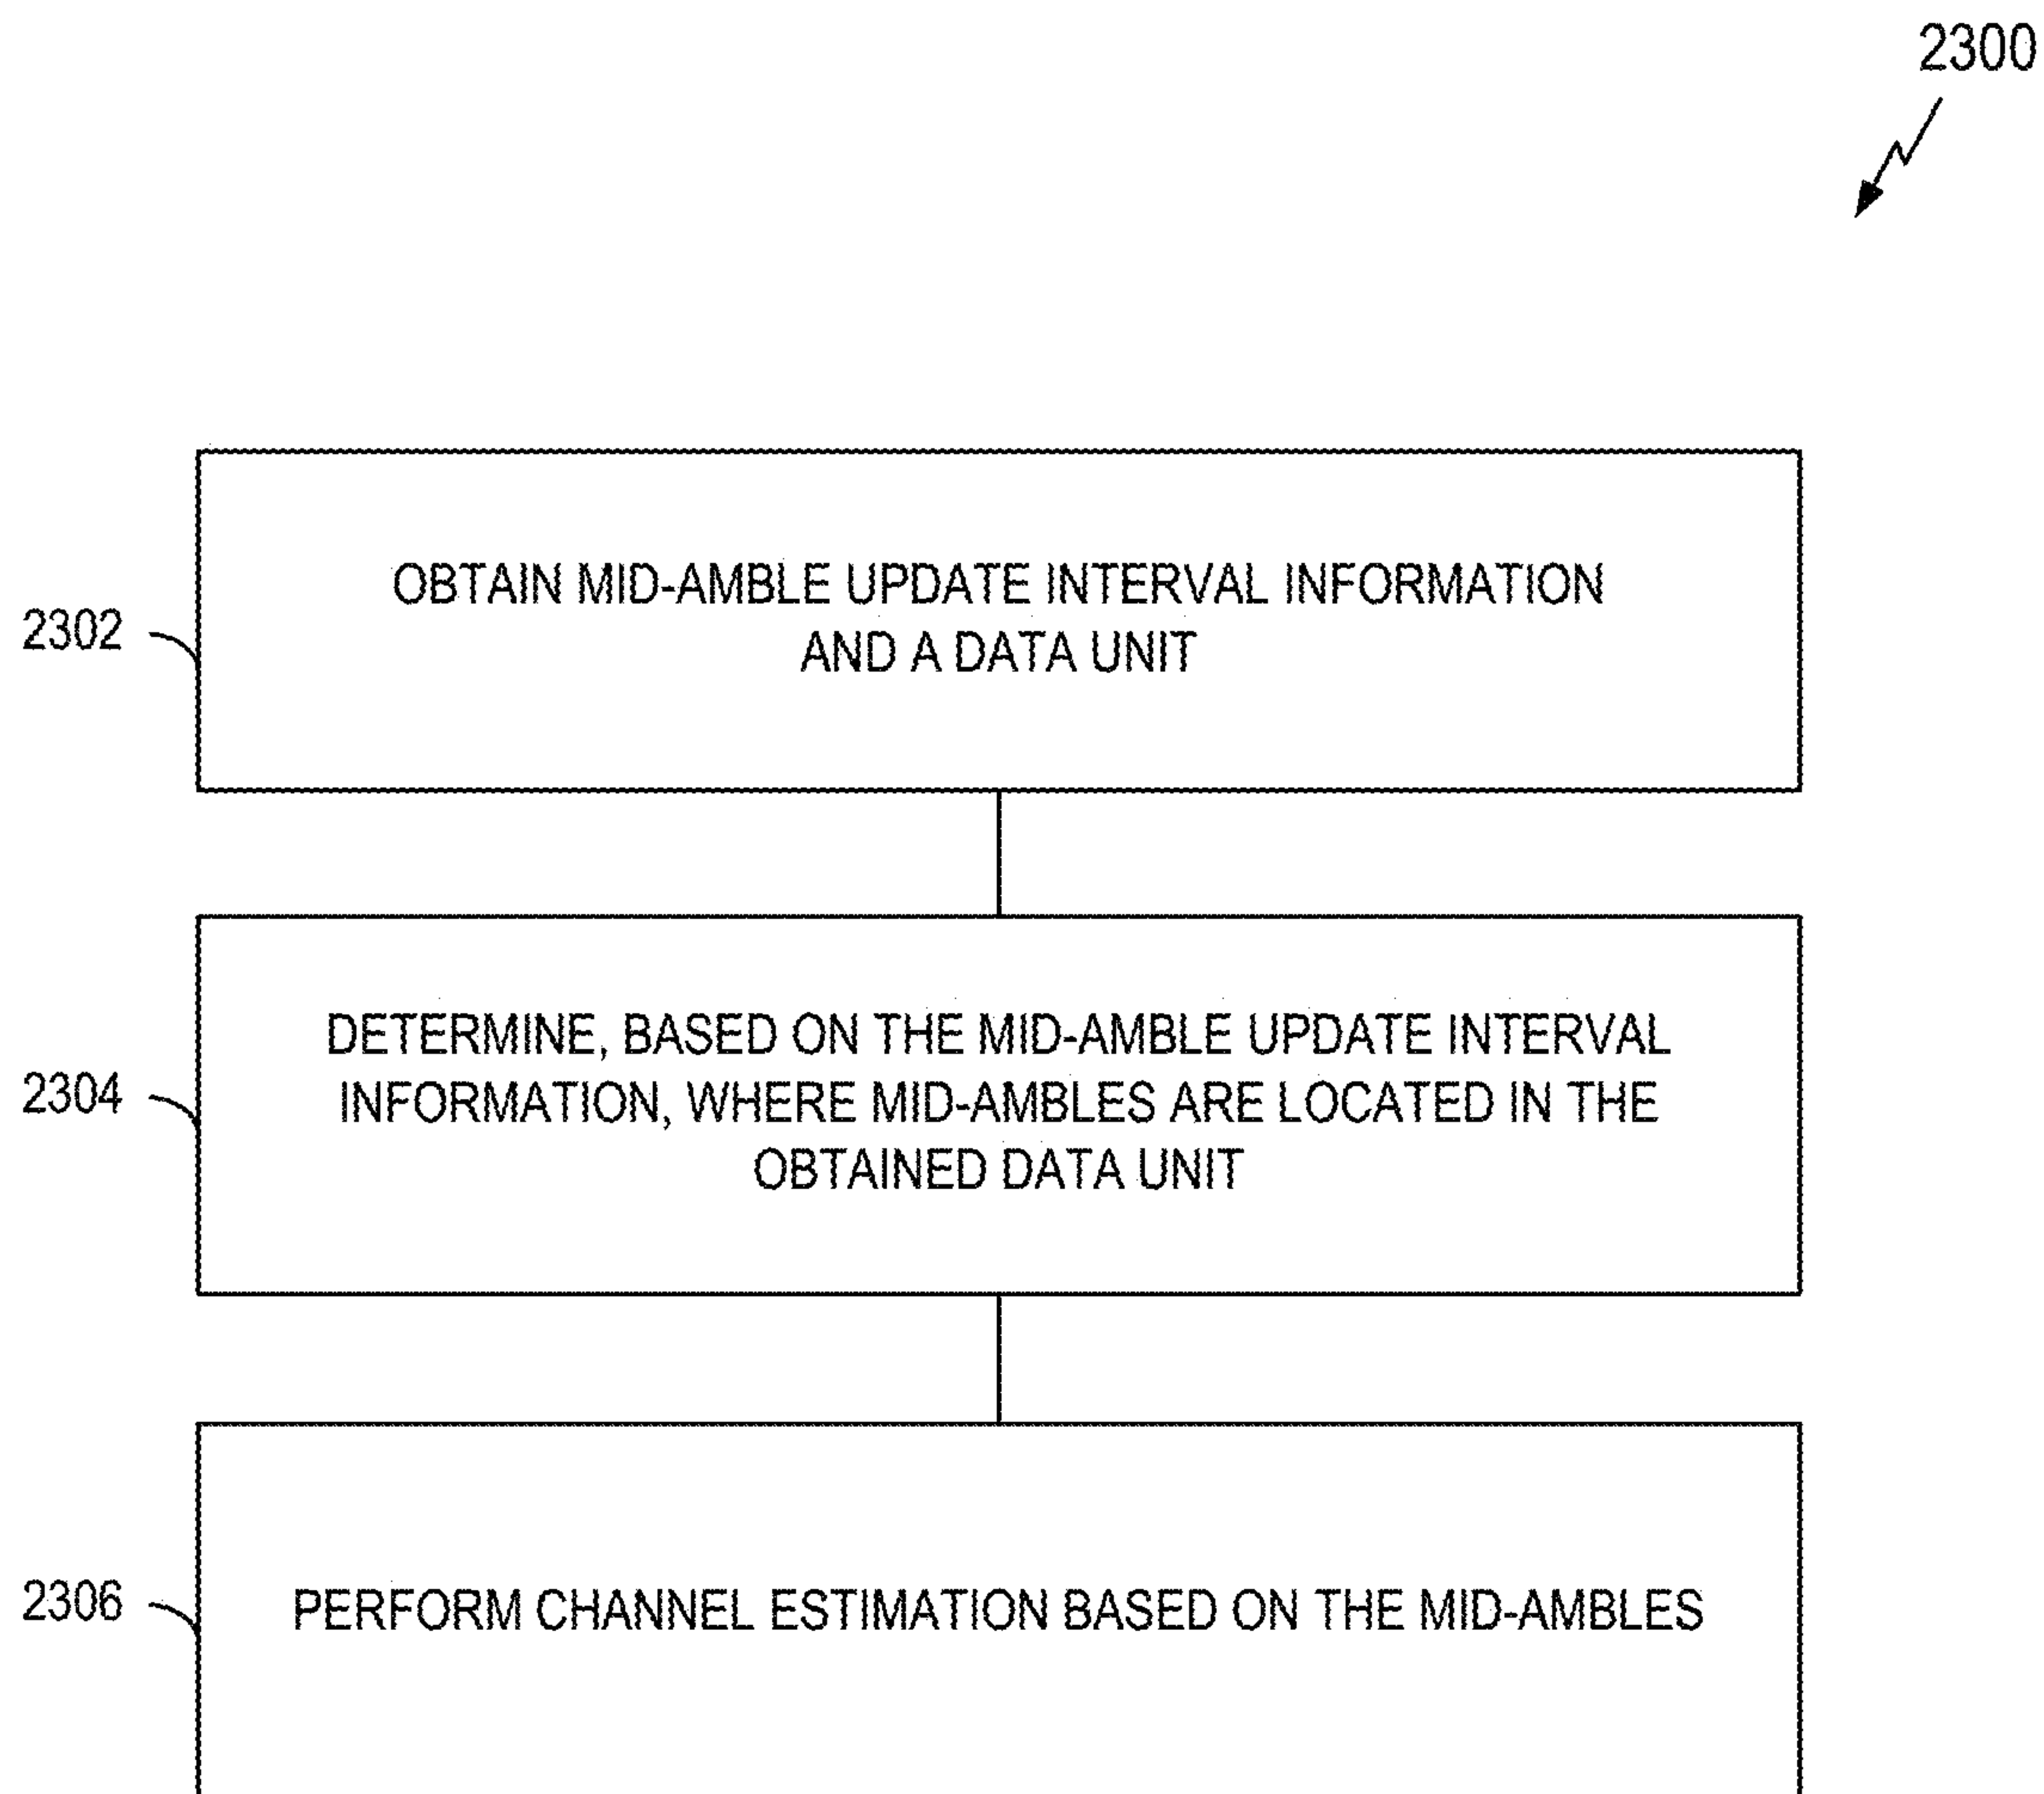 2300
OBTAIN MID-AMBLE UPDATE INTERVAL INFORMATION
AND A DATA UNIT
2302
DETERMINE, BASED ON THE MID-AMBLE UPDATE INTERVAL
INFORMATION, WHERE MID-AMBLES ARE LOCATED IN THE
OBTAINED DATA UNIT
2304
PERFORM CHANNEL ESTIMATION BASED ON THE MID-AMBLES
2306